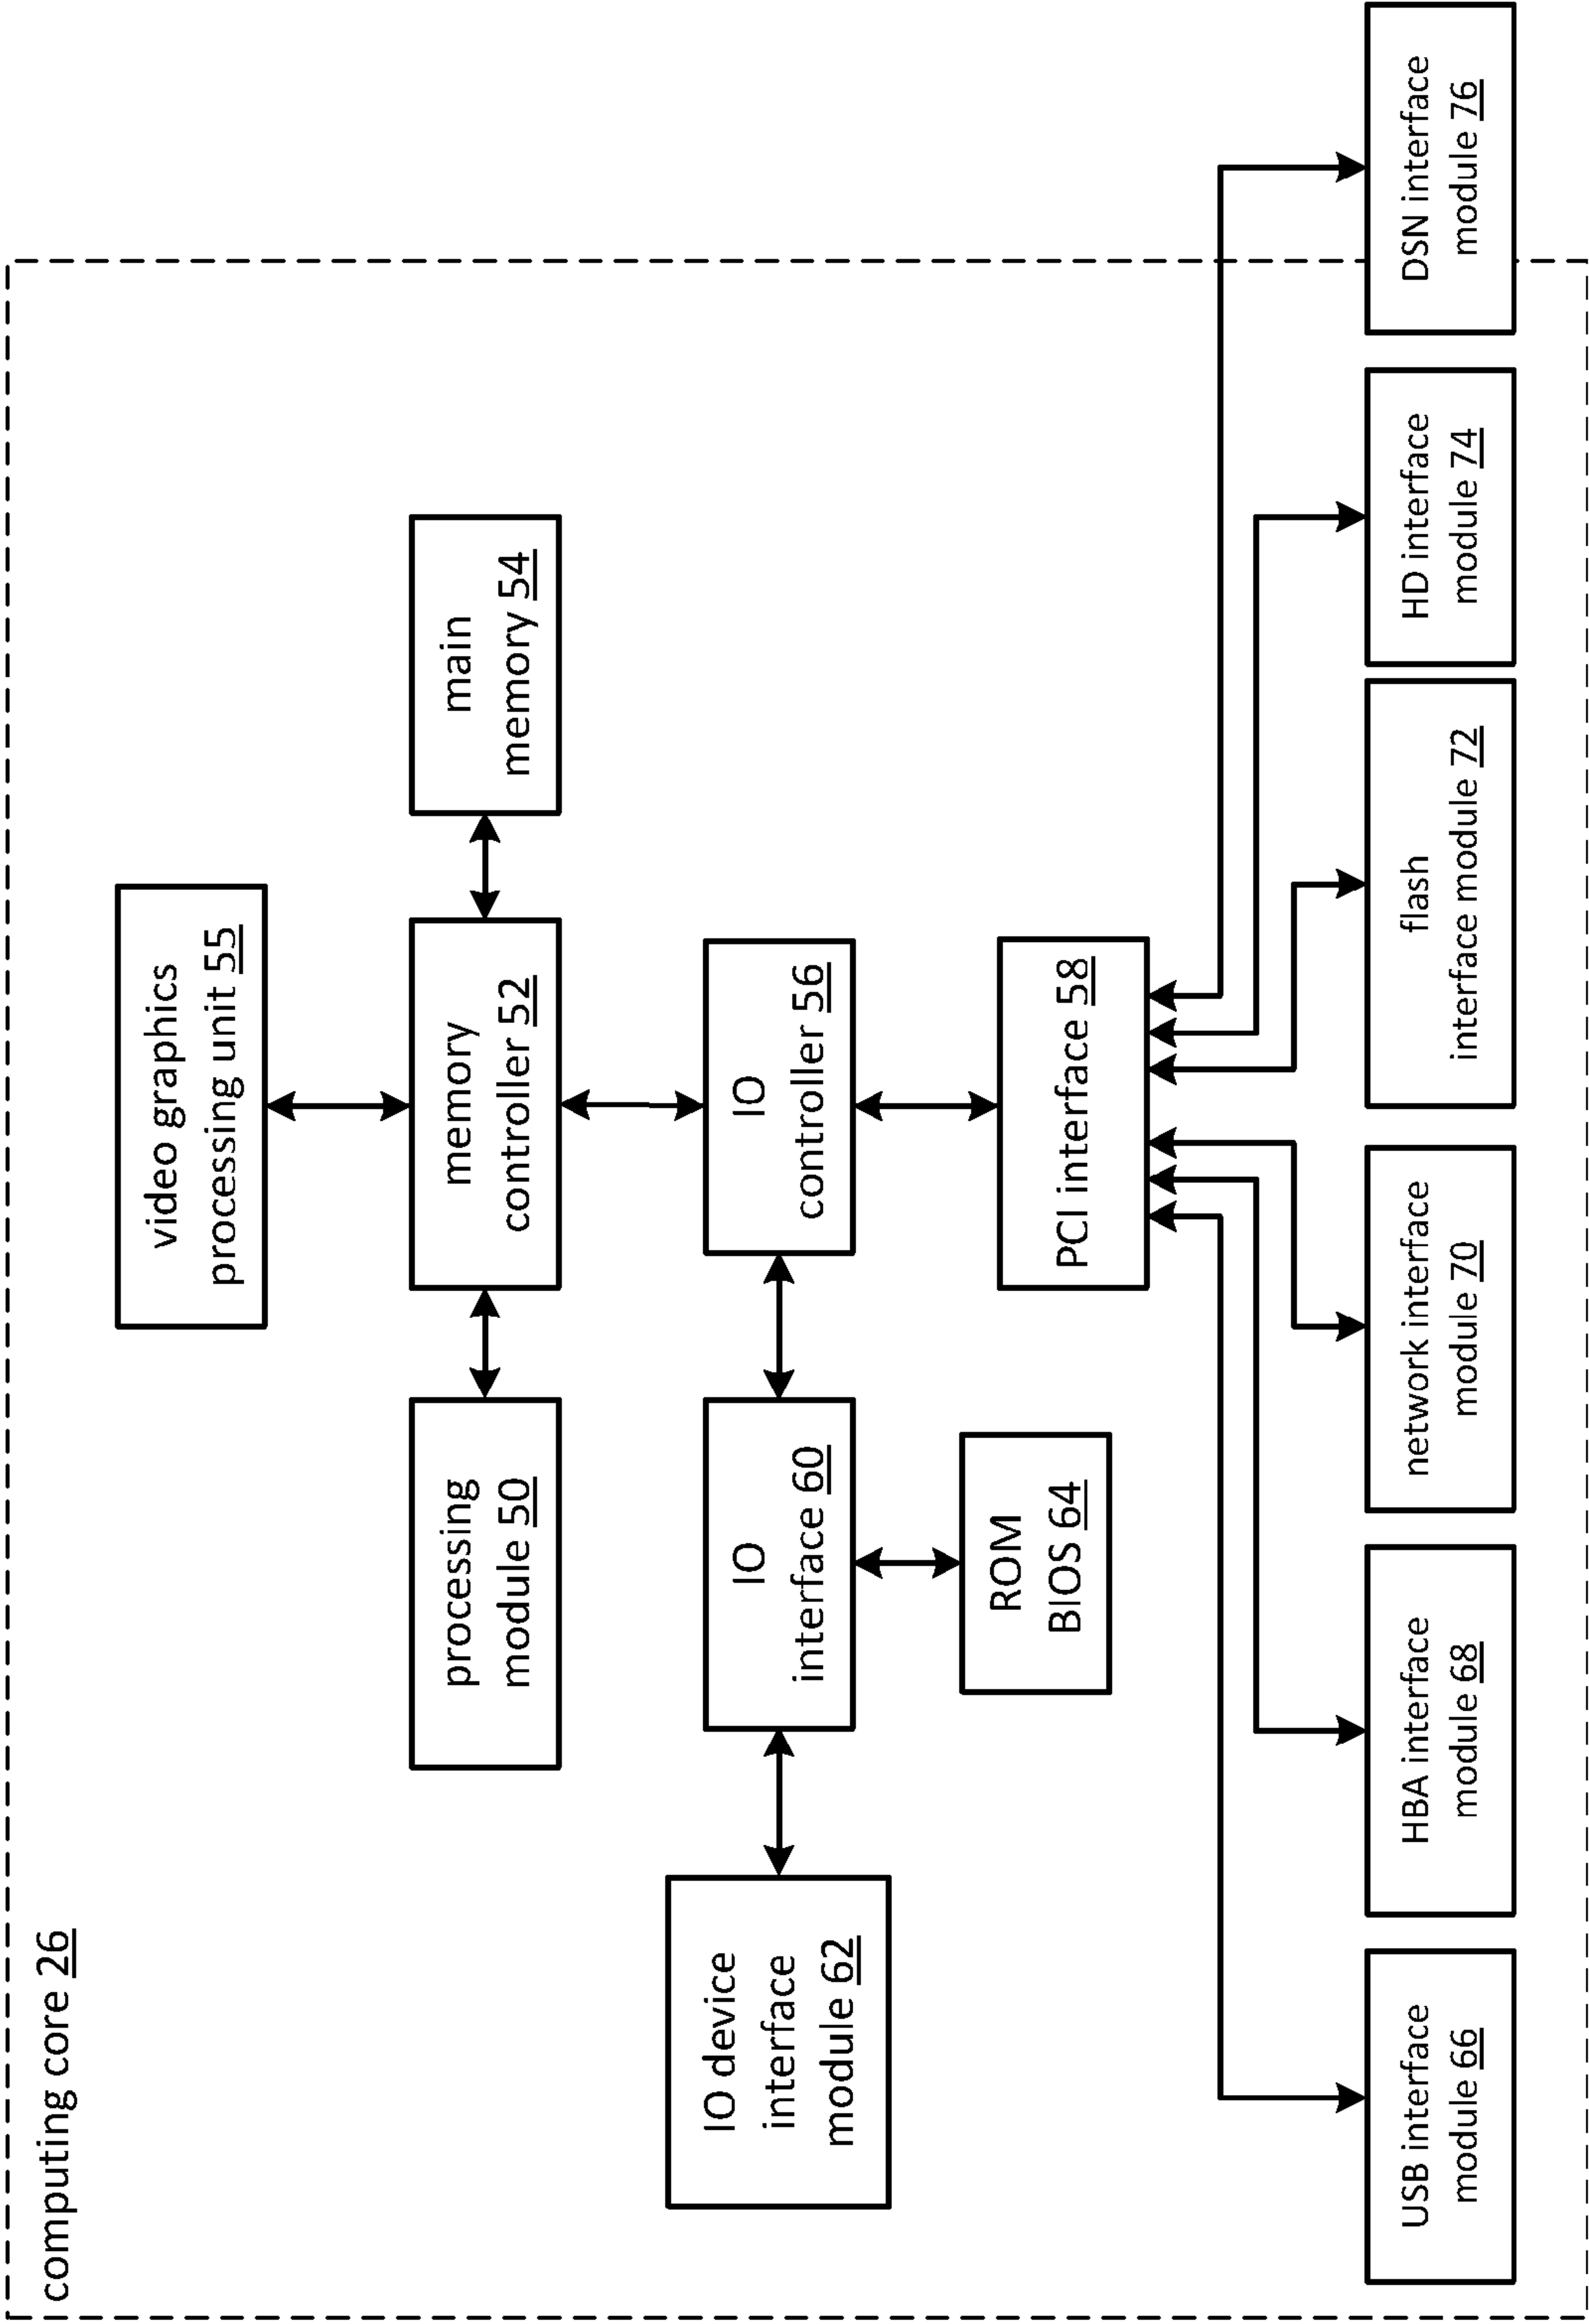 computing core 26
video graphics
processing unit 55
processing
module 50
memory
controller 52
main
memory 54
IO device
interface
module 62
IO
interface 60
IO
controller 56
ROM
BIOS 64
PCI interface 58
USB interface
module 66
HBA interface
module 68
network interface
module 70
flash
interface module 72
HD interface
module 74
DSN interface
module 76